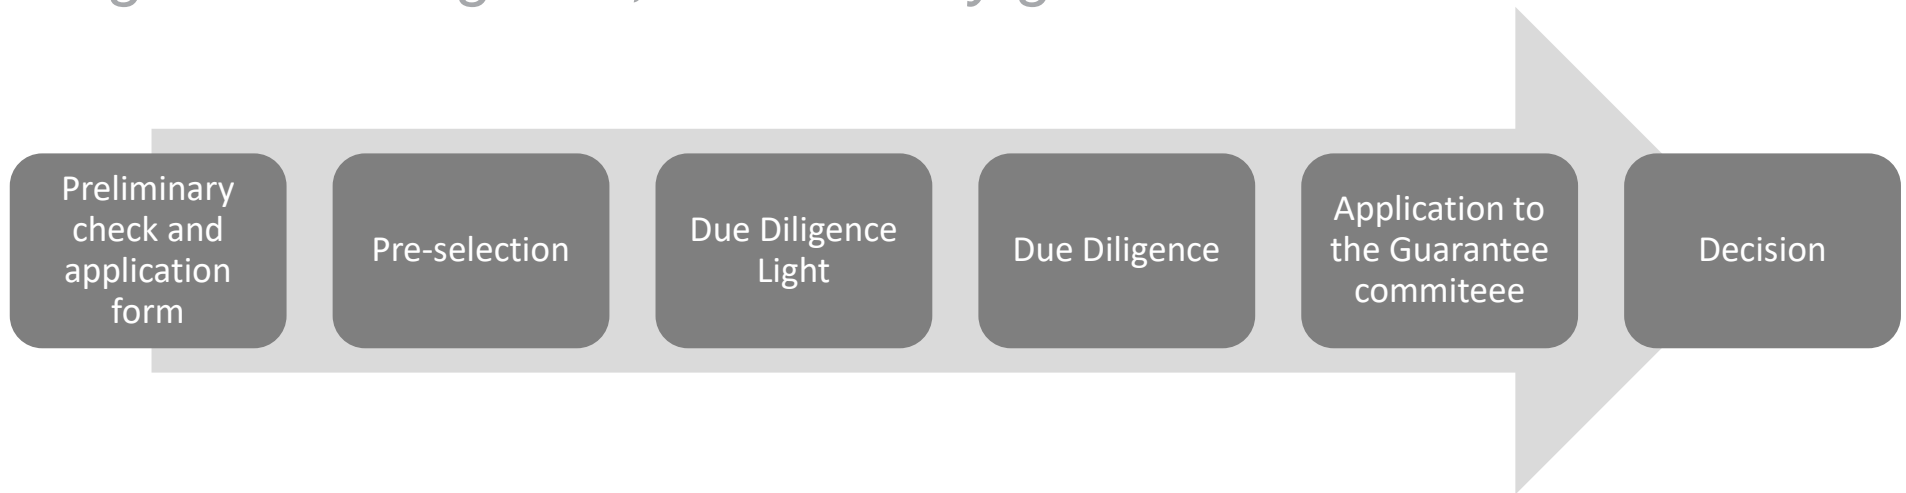 Preliminary
check and
application
form
Pre-selection
Due Diligence
Light
Due Diligence
Application to
the Guarantee
commiteee
Decision